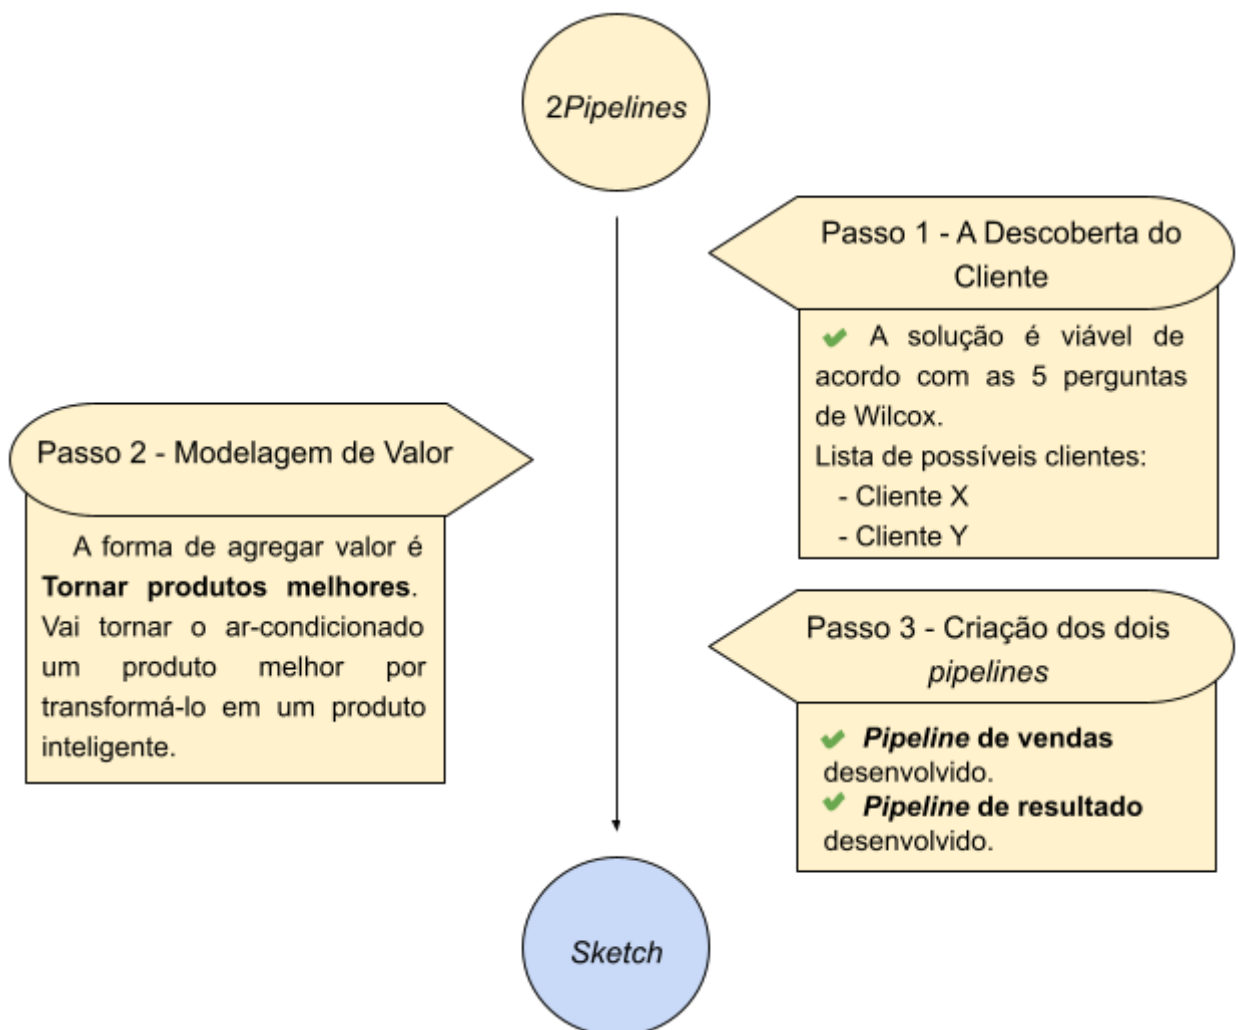 2Pipelines
Passo 1 - A Descoberta do
Cliente
A solução é viável de
acordo com as 5 perguntas
de Wilcox.
Lista de possíveis clientes:
- Cliente X
- Cliente Y
Passo 2 - Modelagem de Valor
A forma de agregar valor é
Tornar produtos melhores.
Vai tornar o ar-condicionado
um produto melhor por
transformá-lo em um produto
inteligente.
Passo 3 - Criação dos dois
pipelines
Pipeline de vendas
desenvolvido.
Pipeline de resultado
desenvolvido.
Sketch